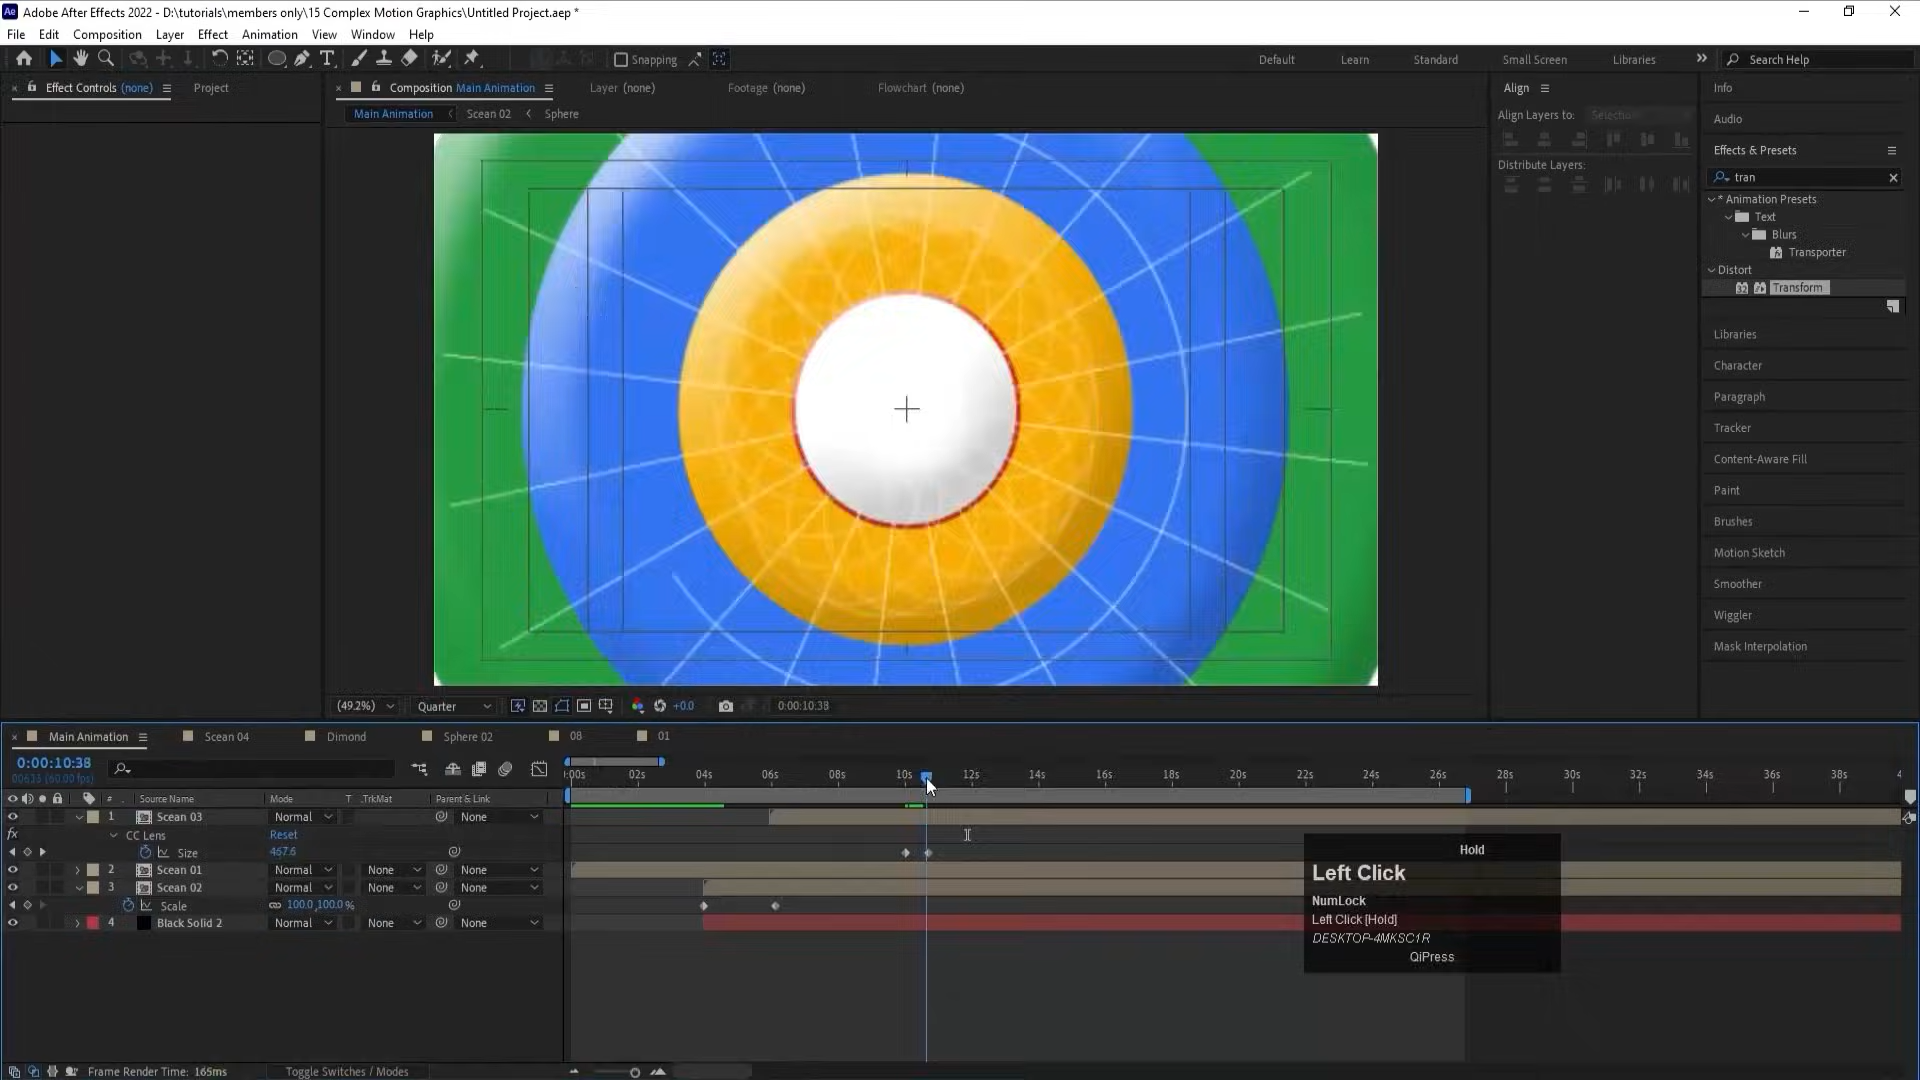 Ae Adobe After Effects 2022 - D:\tutorials\members only\15 Complex Motion Graphics\Untitled Project.aep *
File Edit Composition Layer Effect Animation View Window Help
Snapping Default Learn Standard Small Screen Libraries Search Help
Effect Controls (none) Project
Composition Main Animation Layer (none) Footage (none) Flowchart (none)
Main Animation Scean 02 Sphere
Align
Align Layers to: Selection
Distribute Layers:
Info
Audio
Effects & Presets
tran
* Animation Presets
Text
Blurs
Transporter
Distort
Transform
Libraries
Character
Paragraph
Tracker
Content-Aware Fill
Paint
Brushes
Motion Sketch
Smoother
Wiggler
Mask Interpolation
(49.2%) Quarter +0.0 0:00:10:38
Main Animation Scean 04 Dimond Sphere 02 08 01
0:00:10:38
(60.00 fps)
:00s 02s 04s 06s 08s 10s 12s 14s 16s 18s 20s 22s 24s 26s 28s 30s 32s 34s 36s 38s 4
# Source Name Mode T .TrkMat Parent & Link
1 Scean 03 Normal None
fx CC Lens Reset
Size 467.6
2 Scean 01 Normal None None
3 Scean 02 Normal None None
Scale 100.0,100.0%
4 Black Solid 2 Normal None None
Hold
Left Click
NumLock
Left Click [Hold]
DESKTOP-4MKSC1R
QiPress
Frame Render Time: 165ms Toggle Switches / Modes